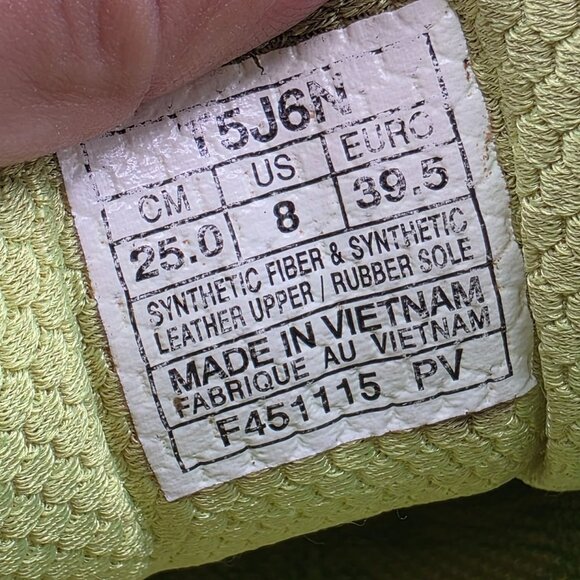 T5J6N
CM US EURO
25.0 8 39.5
SYNTHETIC FIBER & SYNTHETIC
LEATHER UPPER / RUBBER SOLE
MADE IN VIETNAM
FABRIQUE AU VIETNAM
F451115 PV